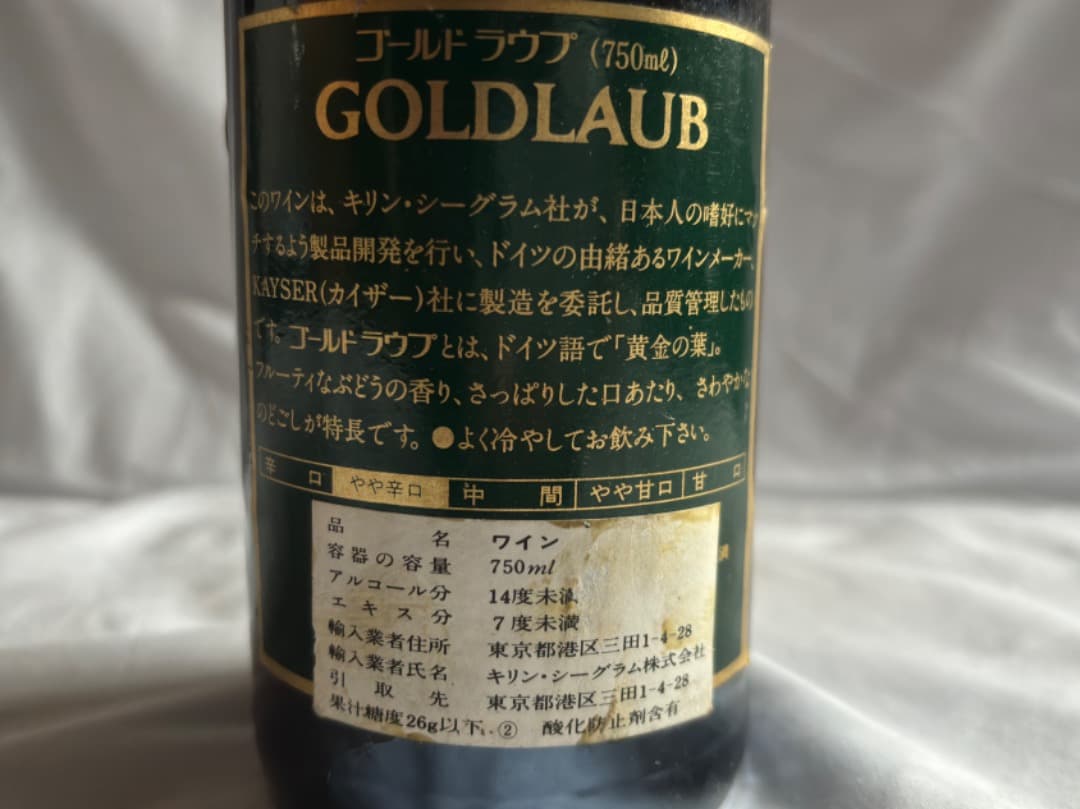 ゴールドラウプ (750mℓ)
GOLDLAUB
このワインは、キリン・シーグラム社が、日本人の嗜好にマッ
チするよう製品開発を行い、ドイツの由緒あるワインメーカー、
KAYSER(カイザー)社に製造を委託し、品質管理したもの
です。ゴールドラウプとは、ドイツ語で「黄金の葉」。
フルーティなぶどうの香り、さっぱりした口あたり、さわやかな
のどごしが特長です。●よく冷やしてお飲み下さい。
辛口 やや辛口 中間 やや甘口 甘口
品名 ワイン
容器の容量 750ml
アルコール分 14度未満
エキス分 7度未満
輸入業者住所 東京都港区三田1-4-28
輸入業者氏名 キリン・シーグラム株式会社
引取先 東京都港区三田1-4-28
果汁糖度26g以下.② 酸化防止剤含有
満